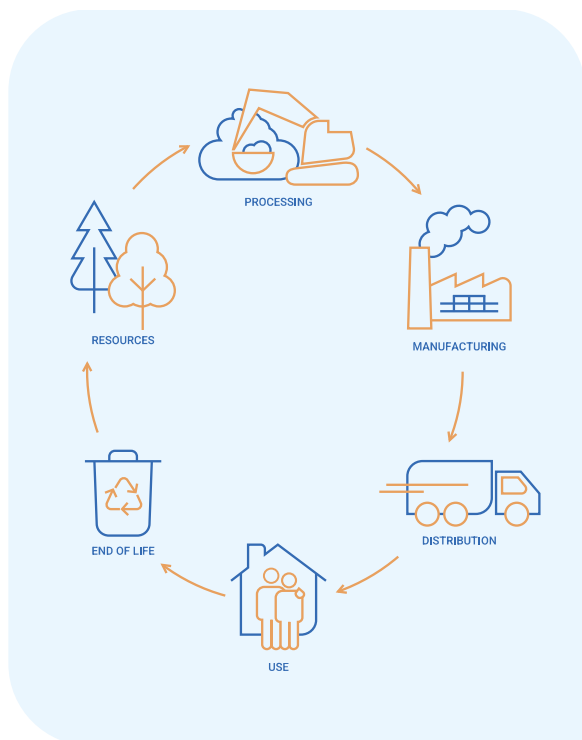 PROCESSING
RESOURCES
MANUFACTURING
DISTRIBUTION
END OF LIFE
USE